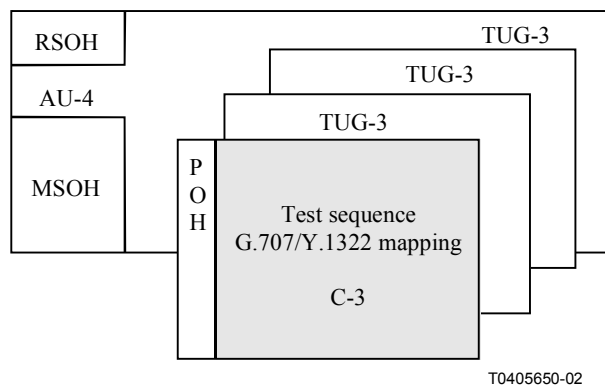 RSOH
AU-4
MSOH
TUG-3
TUG-3
TUG-3
P
O
H
Test sequence
G.707/Y.1322 mapping
C-3
T0405650-02